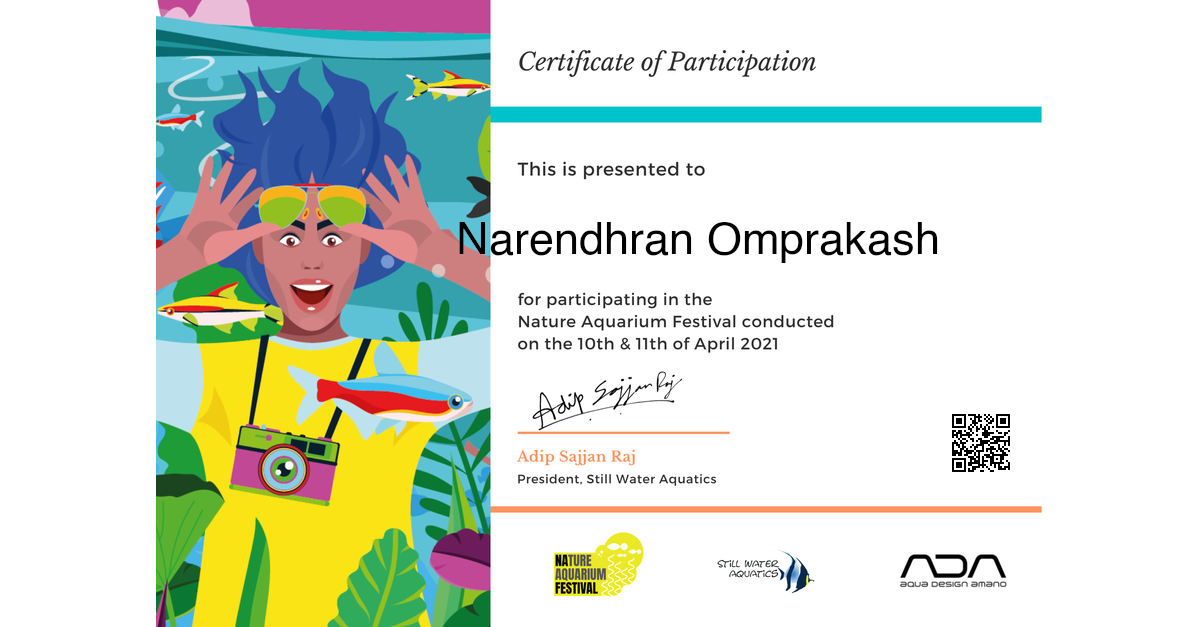 Certificate of Participation
This is presented to
Narendhran Omprakash
for participating in the
Nature Aquarium Festival conducted
on the 10th & 11th of April 2021
Adip Sajjan Raj
Adip Sajjan Raj
President, Still Water Aquatics
NATURE
AQUARIUM
FESTIVAL
STILL WATER
AQUATICS
ADA
aqua design amano